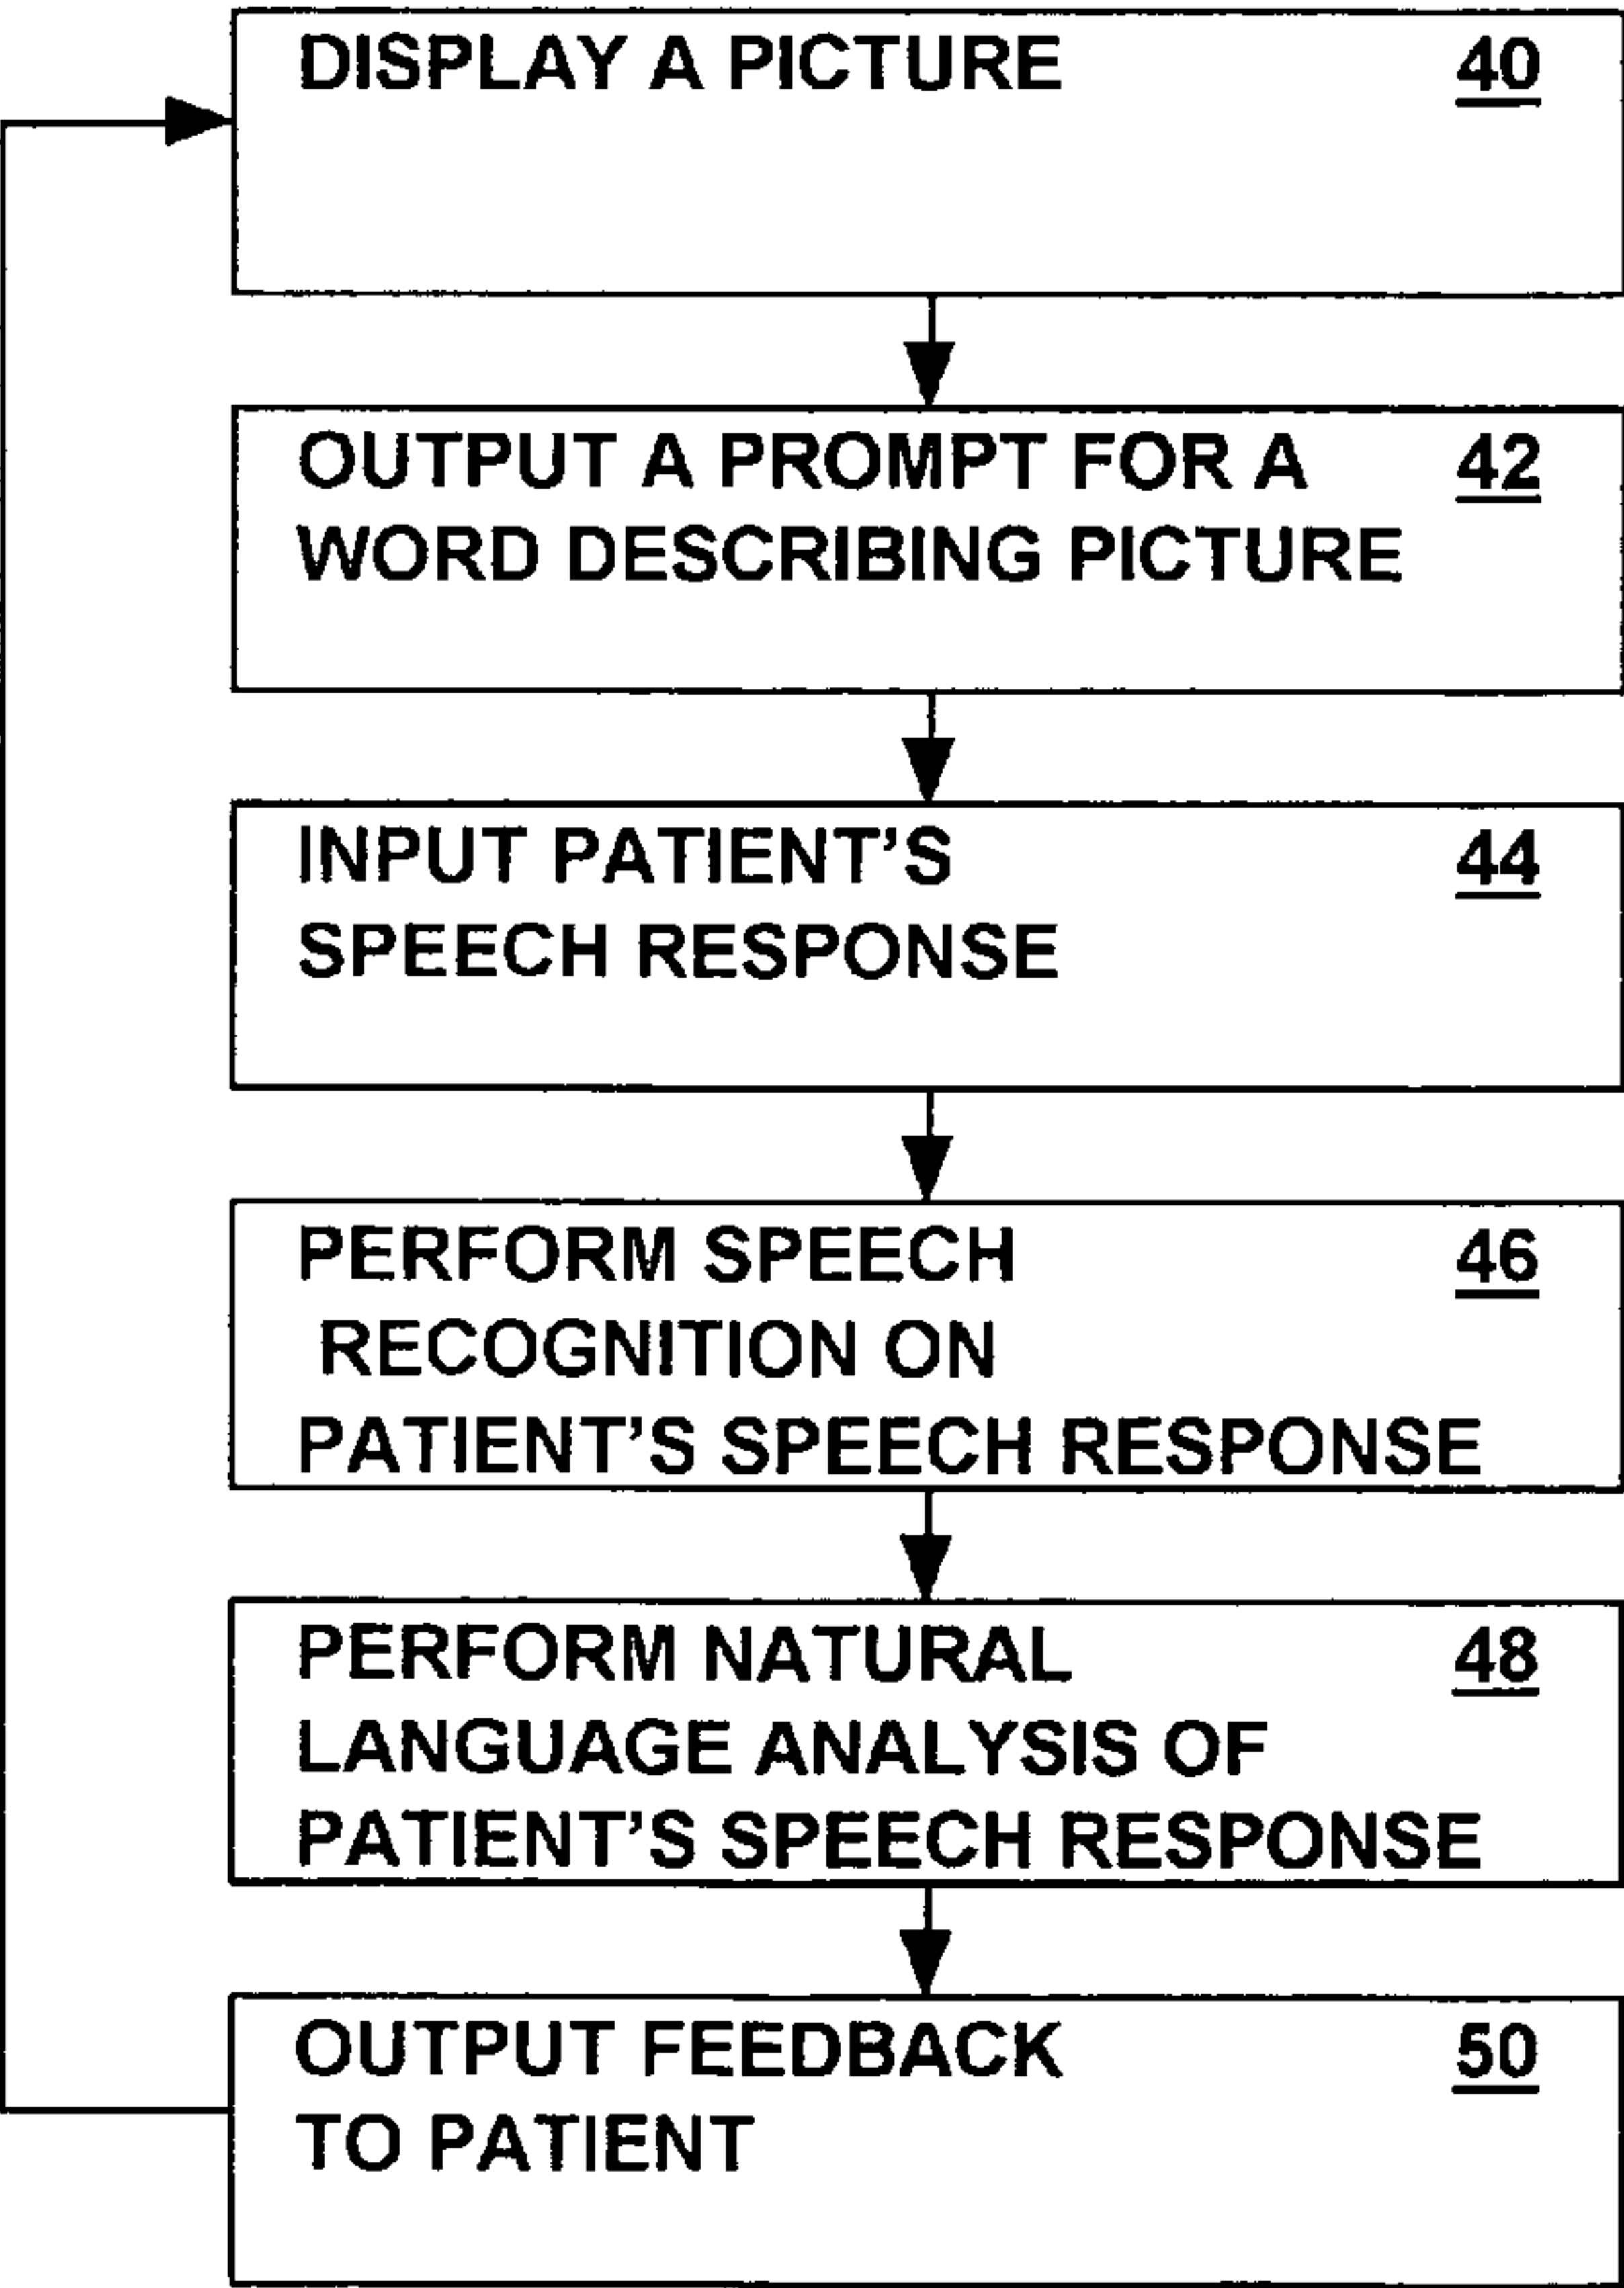 DISPLAY A PICTURE 40
OUTPUT A PROMPT FOR A 42
WORD DESCRIBING PICTURE
INPUT PATIENT'S 44
SPEECH RESPONSE
PERFORM SPEECH 46
RECOGNITION ON
PATIENT'S SPEECH RESPONSE
PERFORM NATURAL 48
LANGUAGE ANALYSIS OF
PATIENT'S SPEECH RESPONSE
OUTPUT FEEDBACK 50
TO PATIENT